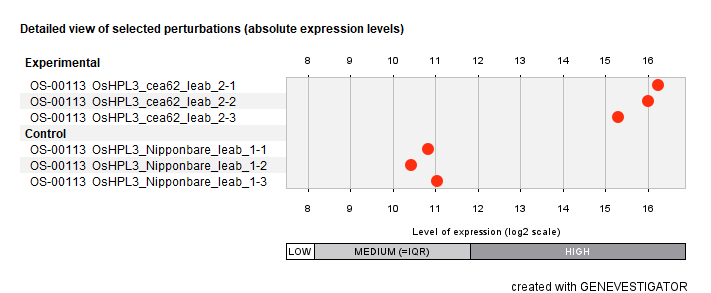 Detailed view of selected perturbations (absolute expression levels)
Experimental
8 9 10 11 12 13 14 15 16
OS-00113 OsHPL3_cea62_leab_2-1
OS-00113 OsHPL3_cea62_leab_2-2
OS-00113 OsHPL3_cea62_leab_2-3
Control
OS-00113 OsHPL3_Nipponbare_leab_1-1
OS-00113 OsHPL3_Nipponbare_leab_1-2
OS-00113 OsHPL3_Nipponbare_leab_1-3
8 9 10 11 12 13 14 15 16
Level of expression (log2 scale)
LOW MEDIUM (=IQR) HIGH
created with GENEVESTIGATOR